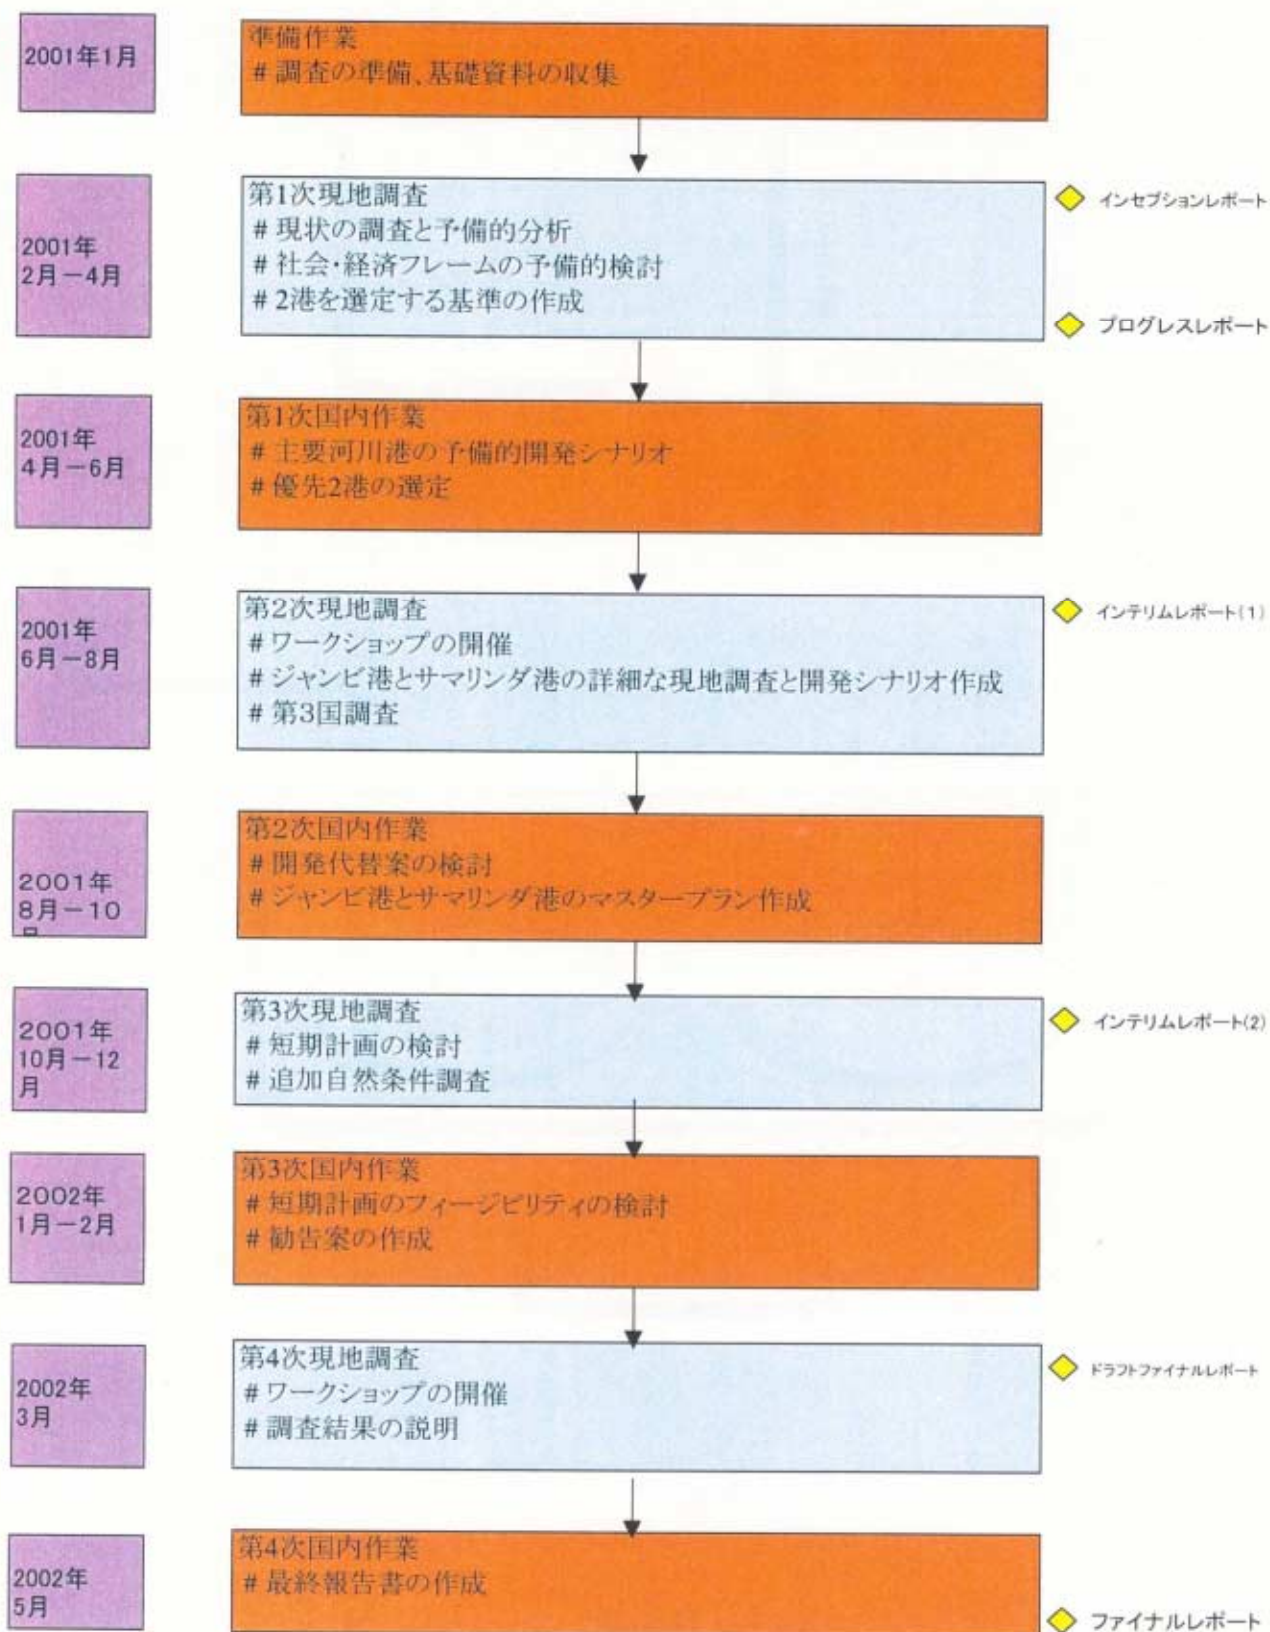 2001年1月
準備作業
# 調査の準備、基礎資料の収集
2001年
2月－4月
第1次現地調査
# 現状の調査と予備的分析
# 社会・経済フレームの予備的検討
# 2港を選定する基準の作成
インセプションレポート
プログレスレポート
2001年
4月－6月
第1次国内作業
# 主要河川港の予備的開発シナリオ
# 優先2港の選定
2001年
6月－8月
第2次現地調査
# ワークショップの開催
# ジャンビ港とサマリンダ港の詳細な現地調査と開発シナリオ作成
# 第3国調査
インテリムレポート(1)
2001年
8月－10
第2次国内作業
# 開発代替案の検討
# ジャンビ港とサマリンダ港のマスタープラン作成
2001年
10月－12
月
第3次現地調査
# 短期計画の検討
# 追加自然条件調査
インテリムレポート(2)
2002年
1月－2月
第3次国内作業
# 短期計画のフィージビリティの検討
# 勧告案の作成
2002年
3月
第4次現地調査
# ワークショップの開催
# 調査結果の説明
ドラフトファイナルレポート
2002年
5月
第4次国内作業
# 最終報告書の作成
ファイナルレポート